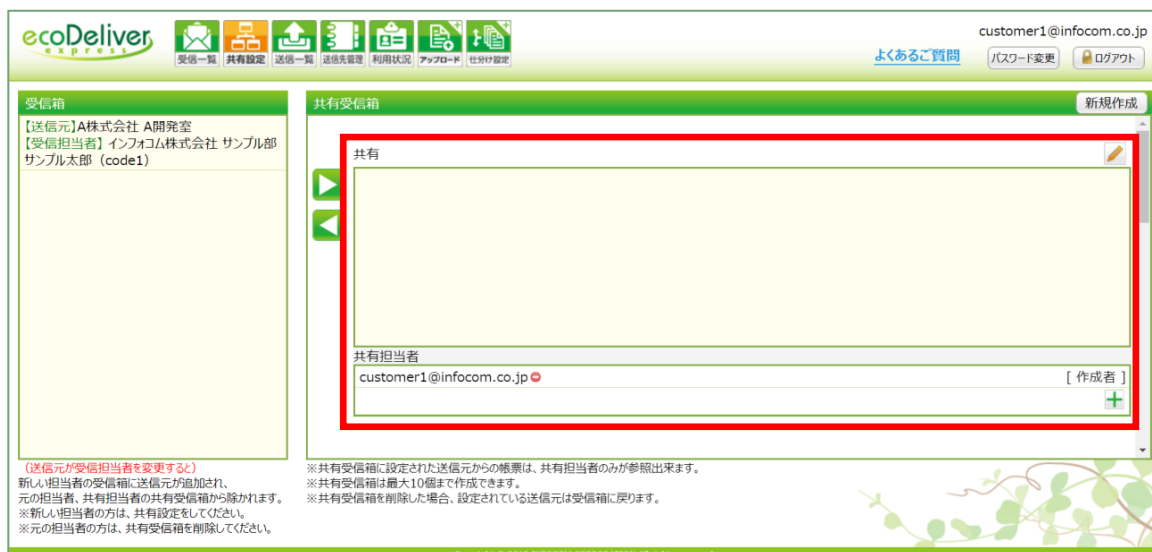 ecoDeliver
express
受信一覧
共有設定
送信一覧
送信先管理
利用状況
アップロード
仕分け設定
customer1@infocom.co.jp
よくあるご質問
パスワード変更
ログアウト
受信箱
【送信元】A株式会社 A開発室
【受信担当者】インフォコム株式会社 サンプル部
サンプル太郎（code1）
共有受信箱
新規作成
共有
共有担当者
customer1@infocom.co.jp
[ 作成者 ]
（送信元が受信担当者を変更すると）
新しい担当者の受信箱に送信元が追加され、
元の担当者、共有担当者の共有受信箱から除かれます。
※新しい担当者の方は、共有設定をしてください。
※元の担当者の方は、共有受信箱を削除してください。
※共有受信箱に設定された送信元からの帳票は、共有担当者のみが参照出来ます。
※共有受信箱は最大10個まで作成できます。
※共有受信箱を削除した場合、設定されている送信元は受信箱に戻ります。